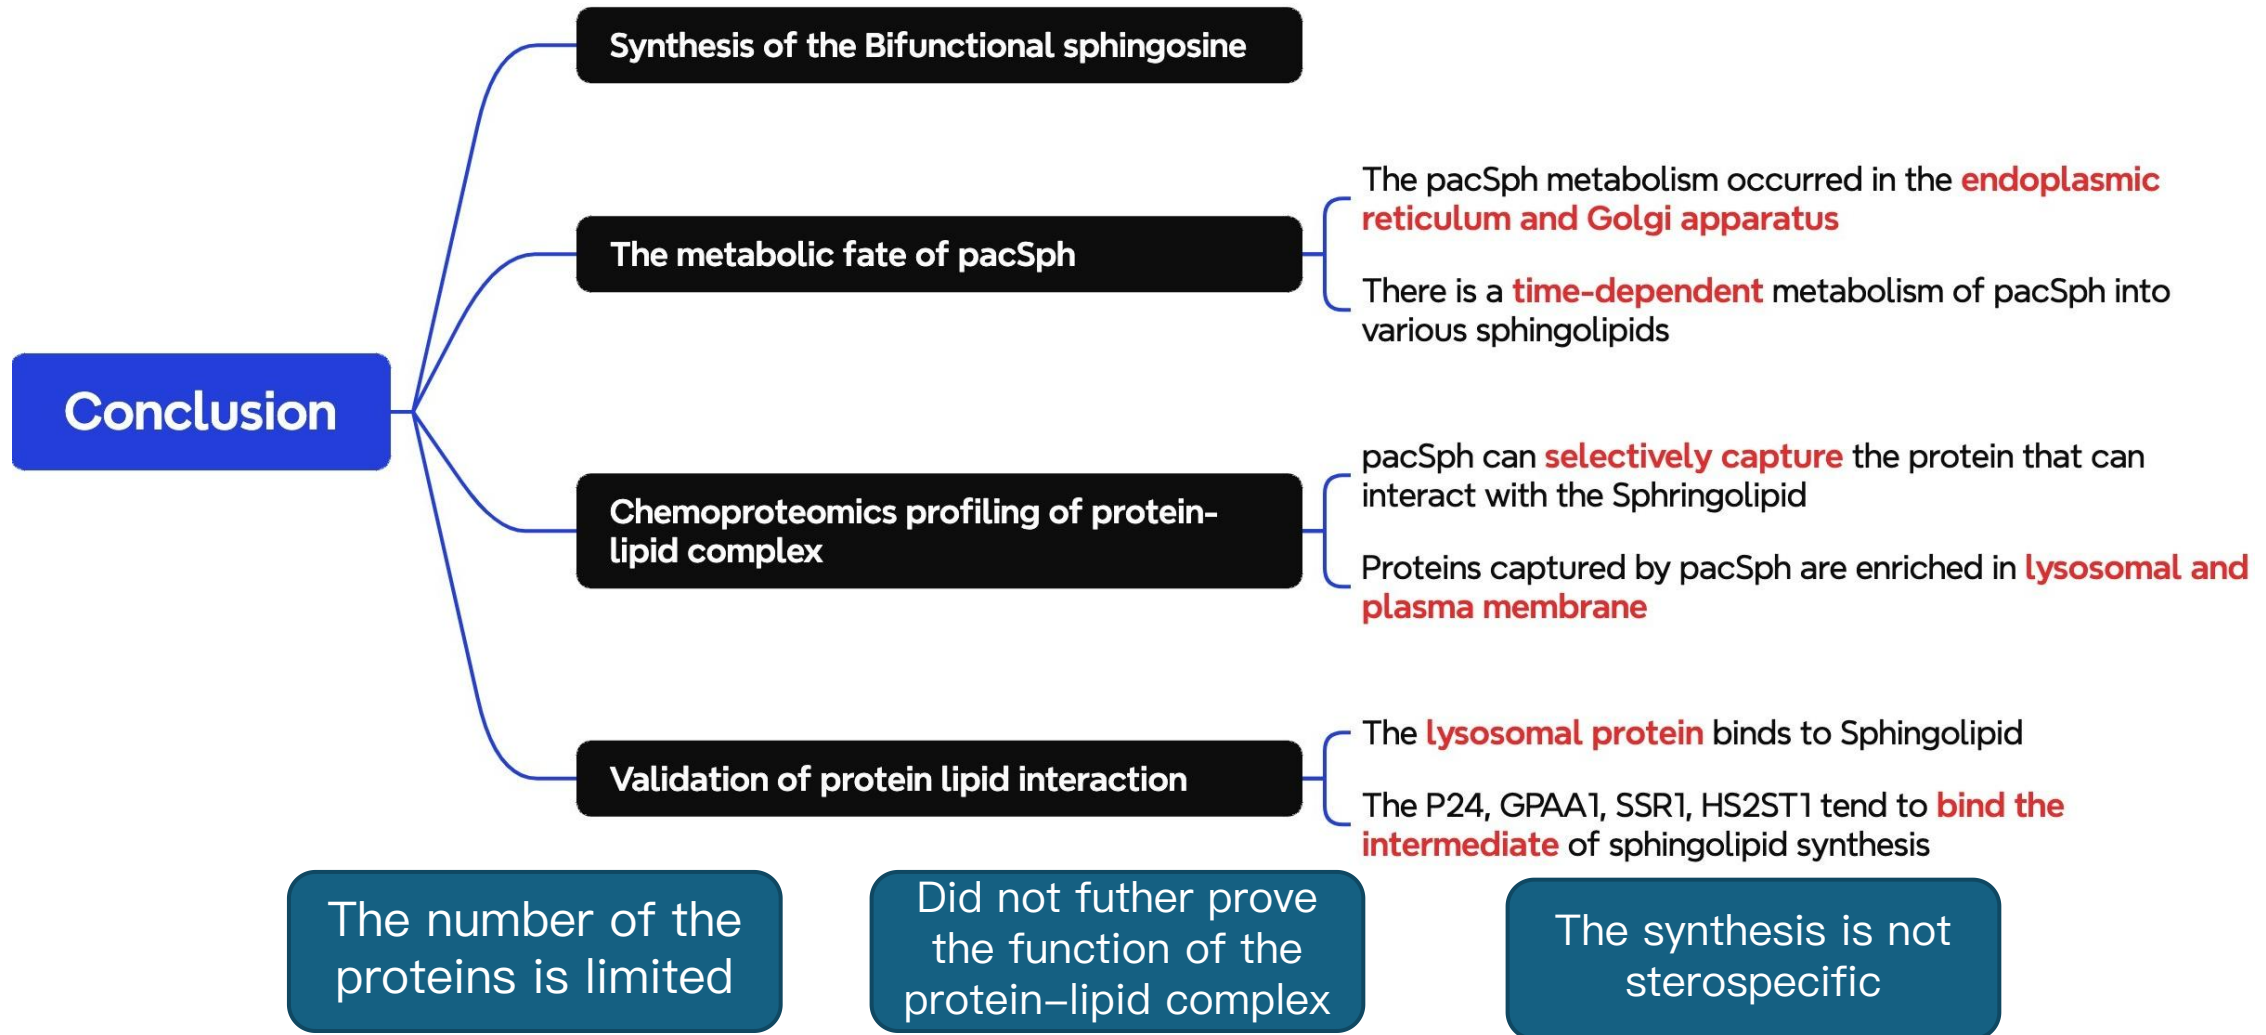 Synthesis of the Bifunctional sphingosine
The pacSph metabolism occurred in the endoplasmic
reticulum and Golgi apparatus
The metabolic fate of pacSph
There is a time-dependent metabolism of pacSph into
various sphingolipids
Conclusion
pacSph can selectively capture the protein that can
interact with the Sphringolipid
Chemoproteomics profiling of protein-
lipid complex
Proteins captured by pacSph are enriched in lysosomal and
plasma membrane
The lysosomal protein binds to Sphingolipid
Validation of protein lipid interaction
The P24, GPAA1, SSR1, HS2ST1 tend to bind the
intermediate of sphingolipid synthesis
The number of the
proteins is limited
Did not futher prove
the function of the
protein-lipid complex
The synthesis is not
sterospecific